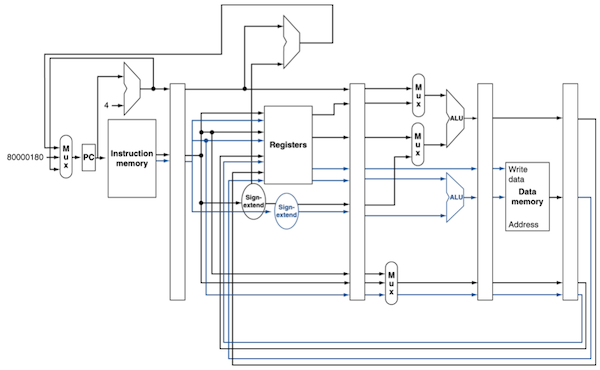 4
80000180
M
u
x
PC
Instruction
memory
Registers
Sign-
extend
Sign-
extend
M
u
x
M
u
x
ALU
ALU
M
u
x
Write
data
Data
memory
Address